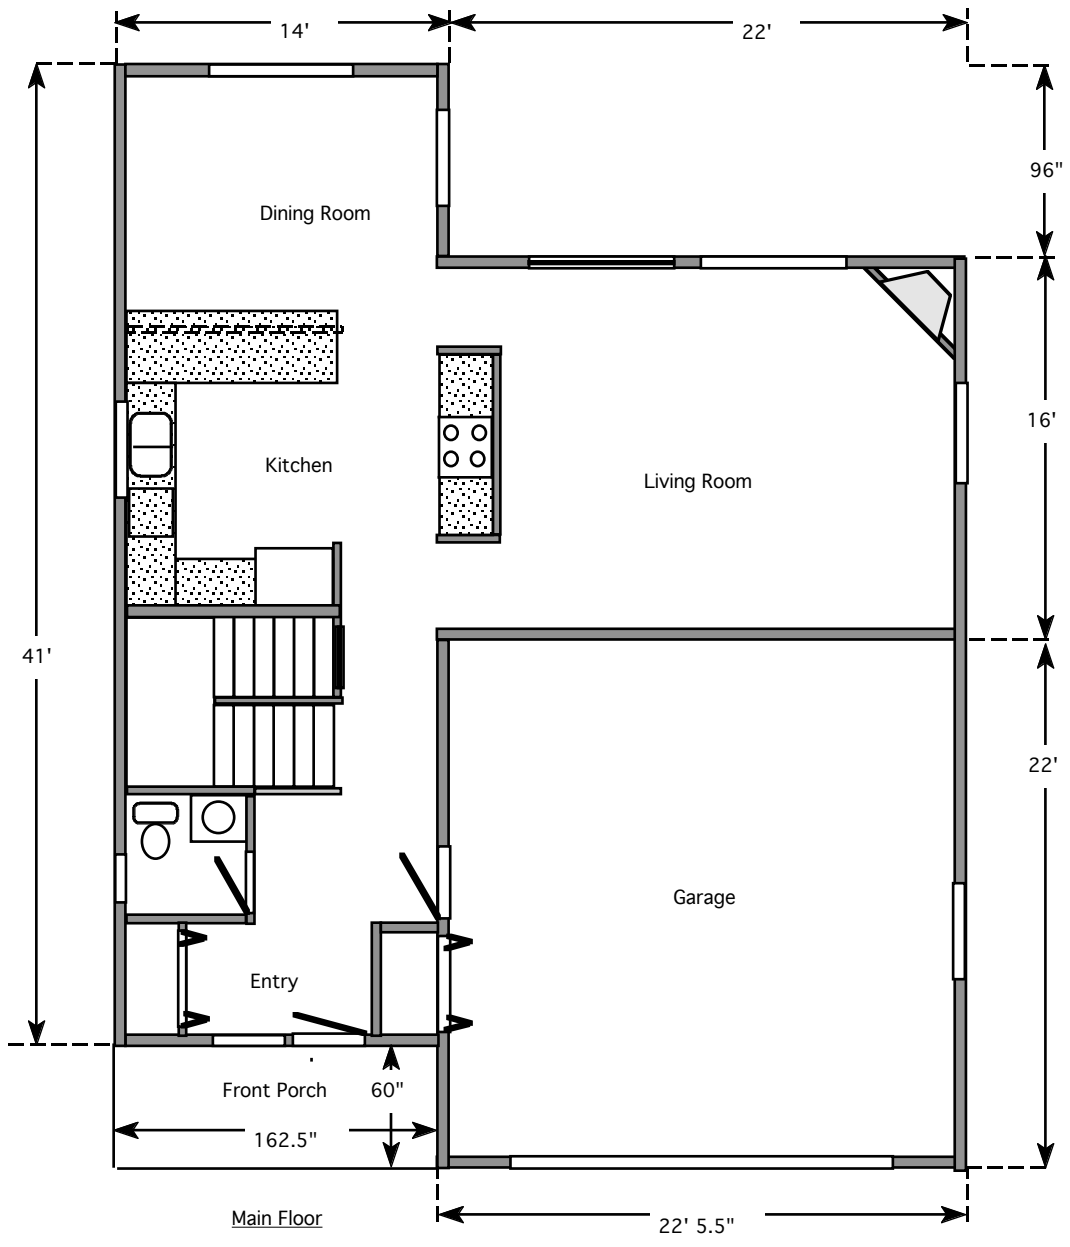 14'
22'
96"
Dining Room
16'
Kitchen
Living Room
41'
22'
Garage
Entry
Front Porch
60"
162.5"
Main Floor
22' 5.5"